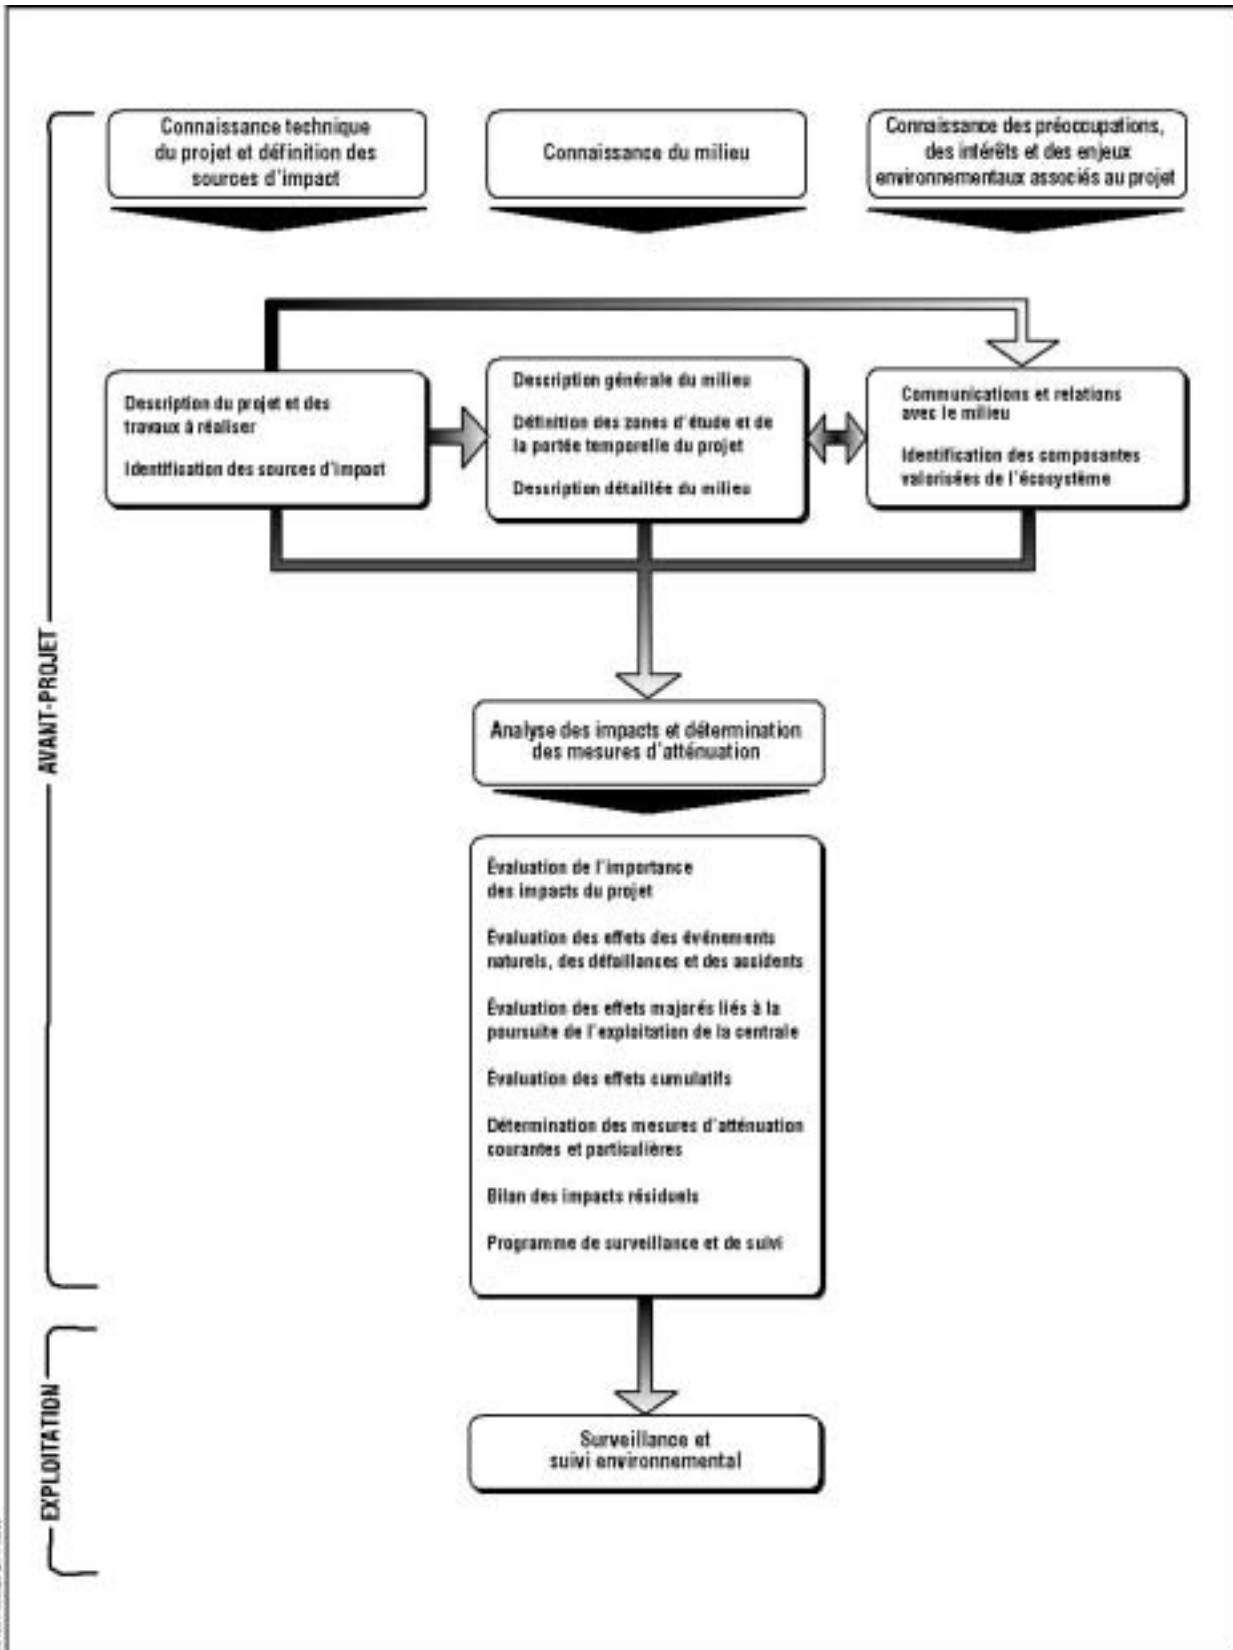 Connaissance technique
du projet et définition des
sources d'impact
Connaissance du milieu
Connaissance des préoccupations,
des intérêts et des enjeux
environnementaux associés au projet
Description du projet et des
travaux à réaliser
Identification des sources d'impact
Description générale du milieu
Définition des zones d'étude et de
la portée temporelle du projet
Description détaillée du milieu
Communications et relations
avec le milieu
Identification des composantes
valorisées de l'écosystème
AVANT-PROJET
Analyse des impacts et détermination
des mesures d'atténuation
Évaluation de l'importance
des impacts du projet
Évaluation des effets des événements
naturels, des défaillances et des accidents
Évaluation des effets majorés liés à la
poursuite de l'exploitation de la centrale
Évaluation des effets cumulatifs
Détermination des mesures d'atténuation
courantes et particulières
Bilan des impacts résiduels
Programme de surveillance et de suivi
EXPLOITATION
Surveillance et
suivi environnemental